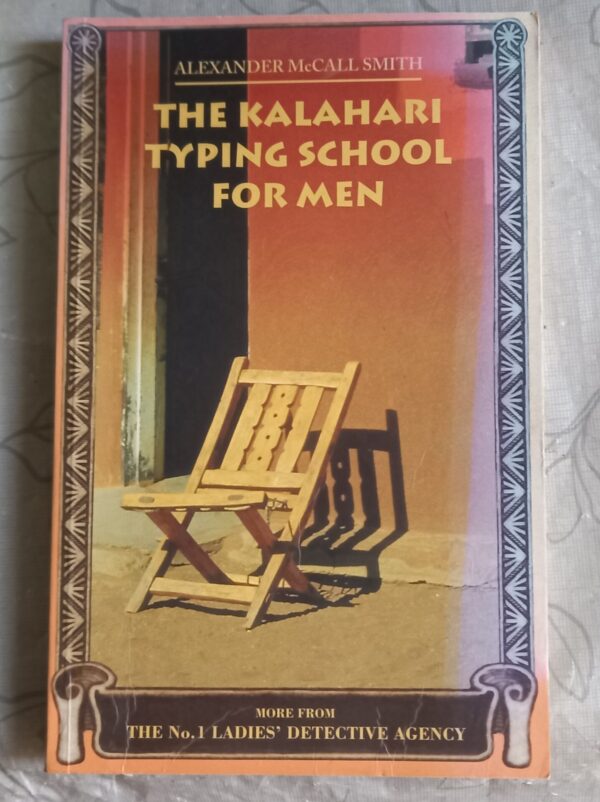 ALEXANDER McCALL SMITH
THE KALAHARI
TYPING SCHOOL
FOR MEN
MORE FROM
THE No.1 LADIES' DETECTIVE AGENCY